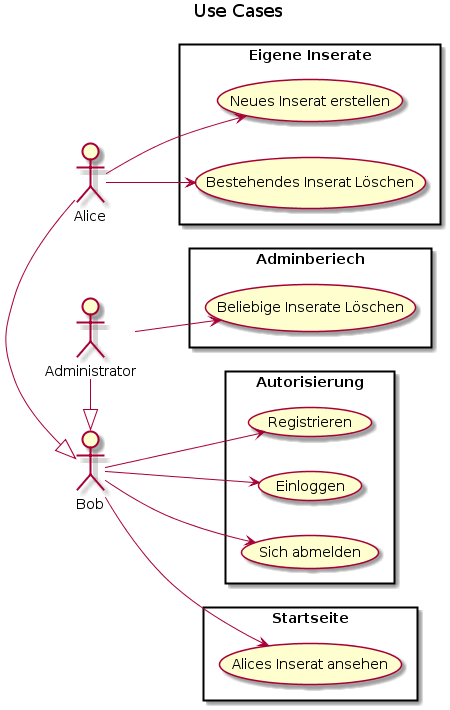 Use Cases
Eigene Inserate
Neues Inserat erstellen
Bestehendes Inserat Löschen
Alice
Adminberiech
Beliebige Inserate Löschen
Administrator
Autorisierung
Registrieren
Einloggen
Bob
Sich abmelden
Startseite
Alices Inserat ansehen